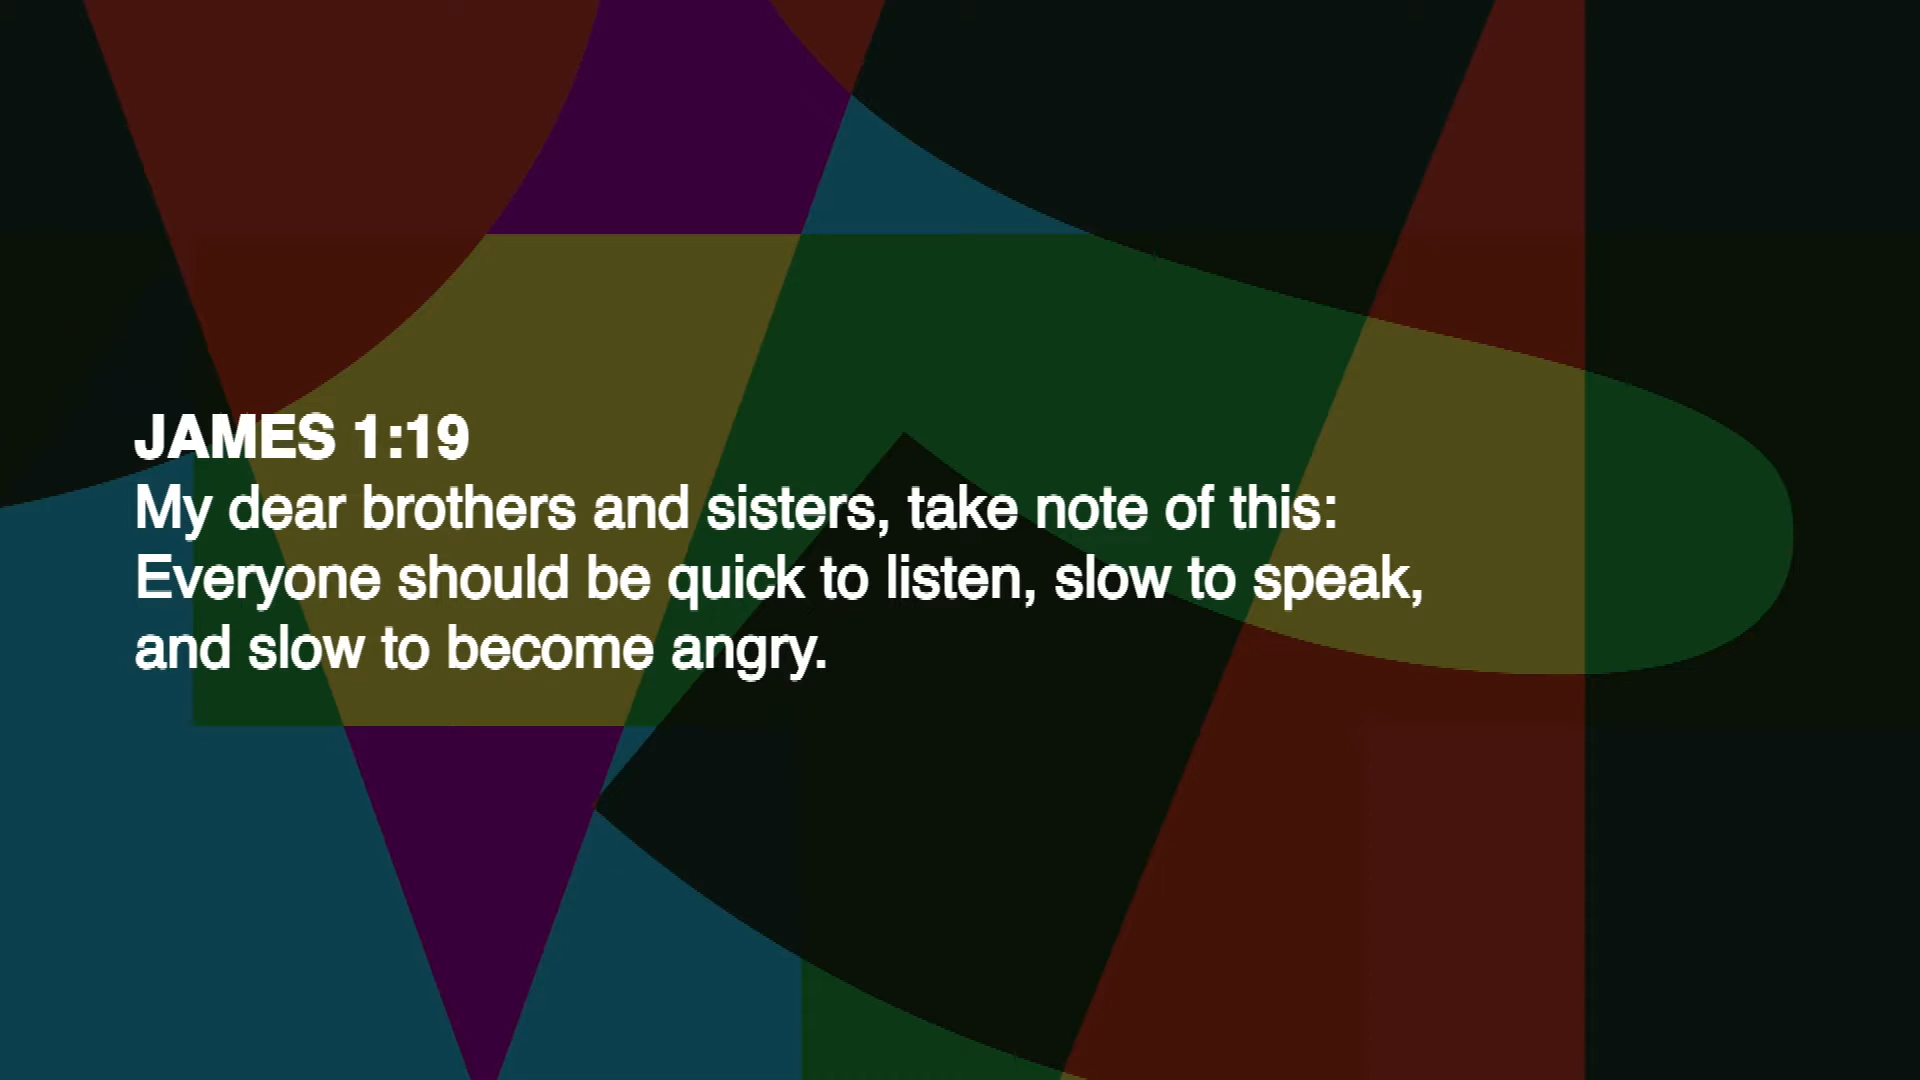 JAMES 1:19
My dear brothers and sisters, take note of this:
Everyone should be quick to listen, slow to speak,
and slow to become angry.